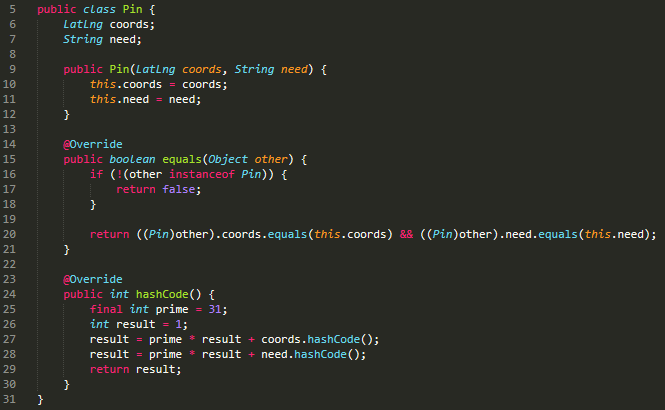 5 public class Pin {
6 LatLng coords;
7 String need;
8
9 public Pin(LatLng coords, String need) {
10 this.coords = coords;
11 this.need = need;
12 }
13
14 @Override
15 public boolean equals(Object other) {
16 if (!(other instanceof Pin)) {
17 return false;
18 }
19
20 return ((Pin)other).coords.equals(this.coords) && ((Pin)other).need.equals(this.need);
21 }
22
23 @Override
24 public int hashCode() {
25 final int prime = 31;
26 int result = 1;
27 result = prime * result + coords.hashCode();
28 result = prime * result + need.hashCode();
29 return result;
30 }
31 }